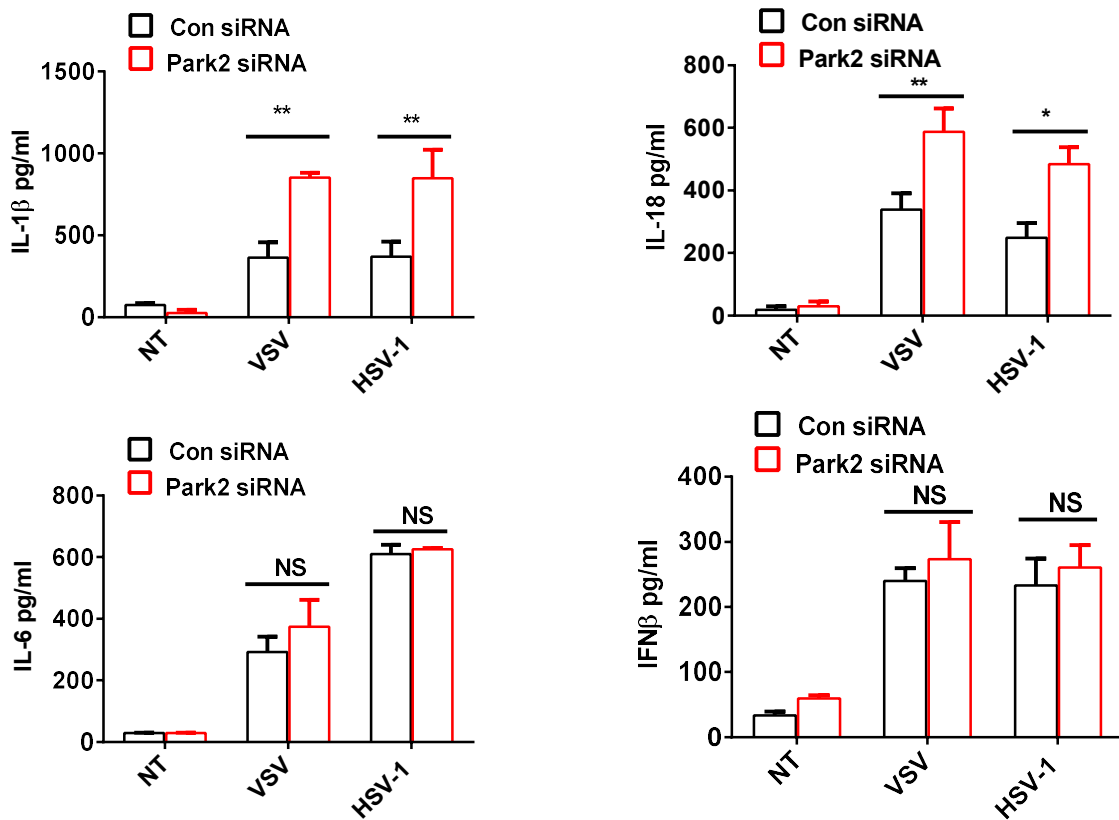 Con siRNA
Park2 siRNA
IL-1β pg/ml
1500
1000
500
0
**
**
NT
VSV
HSV-1
Con siRNA
Park2 siRNA
IL-18 pg/ml
800
600
400
200
0
**
*
NT
VSV
HSV-1
Con siRNA
Park2 siRNA
IL-6 pg/ml
800
600
400
200
0
NS
NS
NT
VSV
HSV-1
Con siRNA
Park2 siRNA
IFNβ pg/ml
400
300
200
100
0
NS
NS
NT
VSV
HSV-1